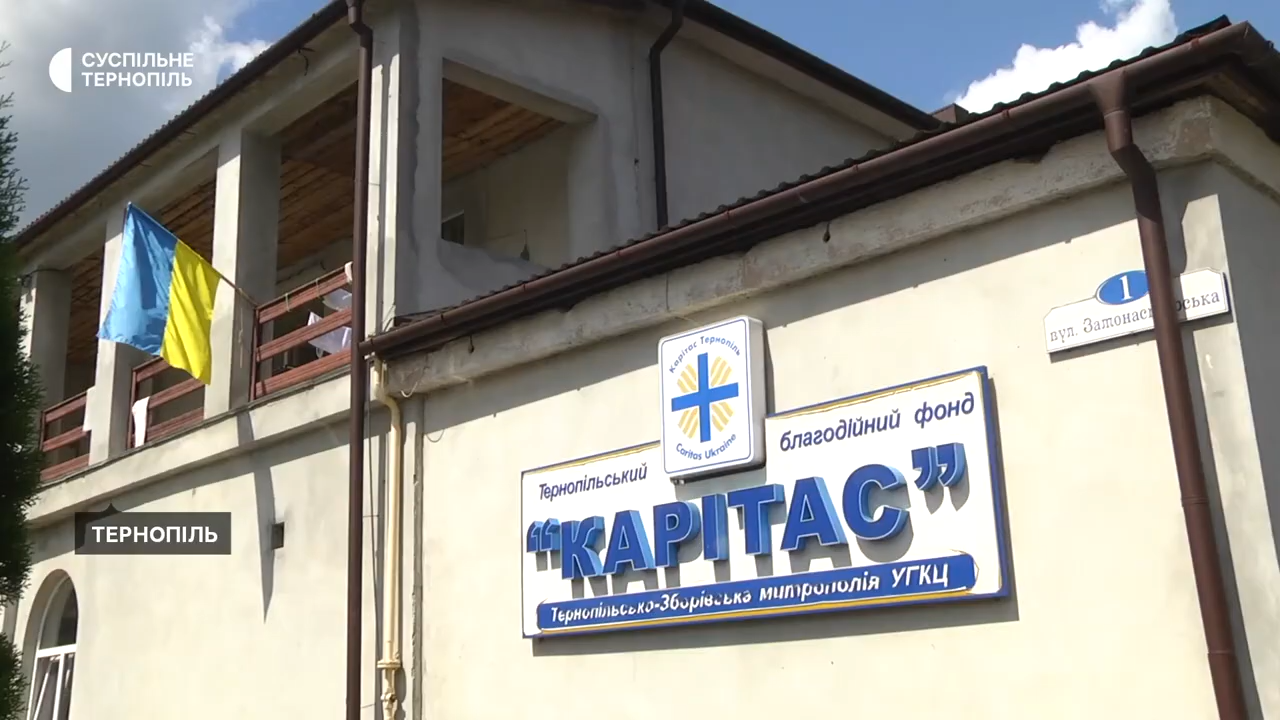 СУСПІЛЬНЕ
ТЕРНОПІЛЬ
1
вул.
Карітас Тернопіль
Caritas Ukraine
Тернопільський
благодійний фонд
“КАРІТАС”
Тернопільсько-Зборівська митрополія УГКЦ
ТЕРНОПІЛЬ